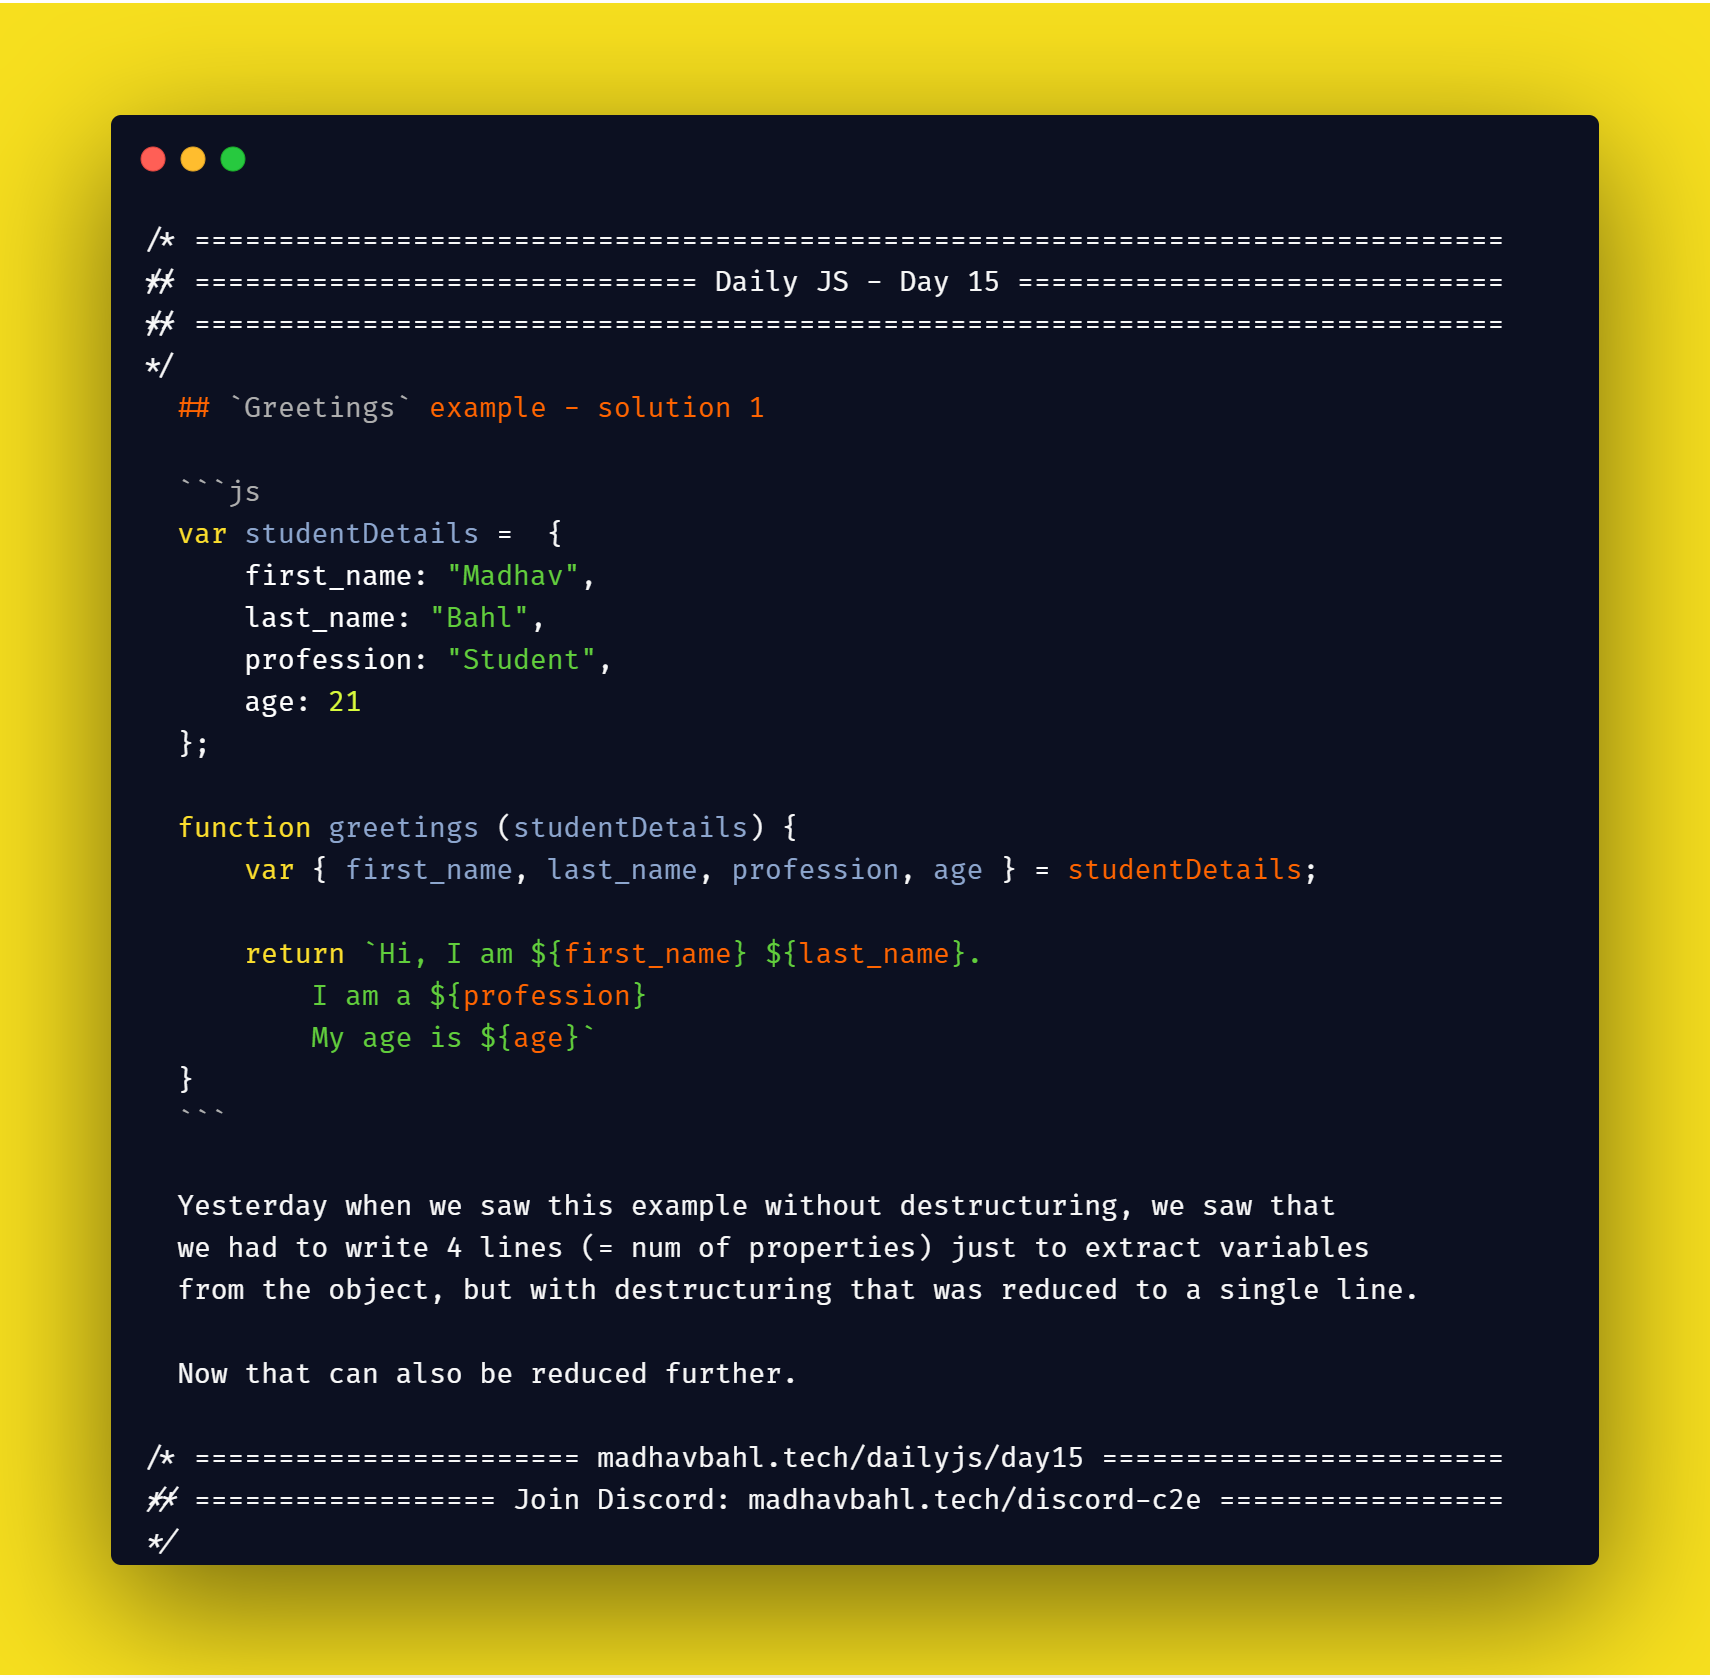 /* ==============================================================================
*// ============================== Daily JS - Day 15 =============================
*// ==============================================================================
*/
  ## `Greetings` example - solution 1

  ```js
  var studentDetails =  {
      first_name: "Madhav",
      last_name: "Bahl",
      profession: "Student",
      age: 21
  };

  function greetings (studentDetails) {
      var { first_name, last_name, profession, age } = studentDetails;

      return `Hi, I am ${first_name} ${last_name}.
          I am a ${profession}
          My age is ${age}`
  }
  ```

  Yesterday when we saw this example without destructuring, we saw that
  we had to write 4 lines (= num of properties) just to extract variables
  from the object, but with destructuring that was reduced to a single line.

  Now that can also be reduced further.

/* ======================= madhavbahl.tech/dailyjs/day15 ========================
*// ================== Join Discord: madhavbahl.tech/discord-c2e =================
*/